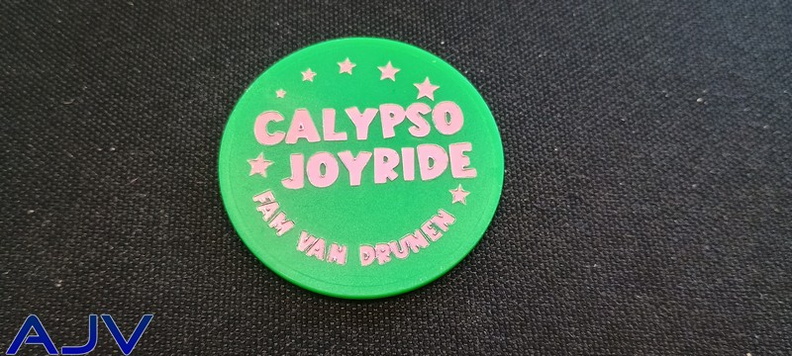 CALYPSO
JOYRIDE
FAM VAN DRUNEN
AJV